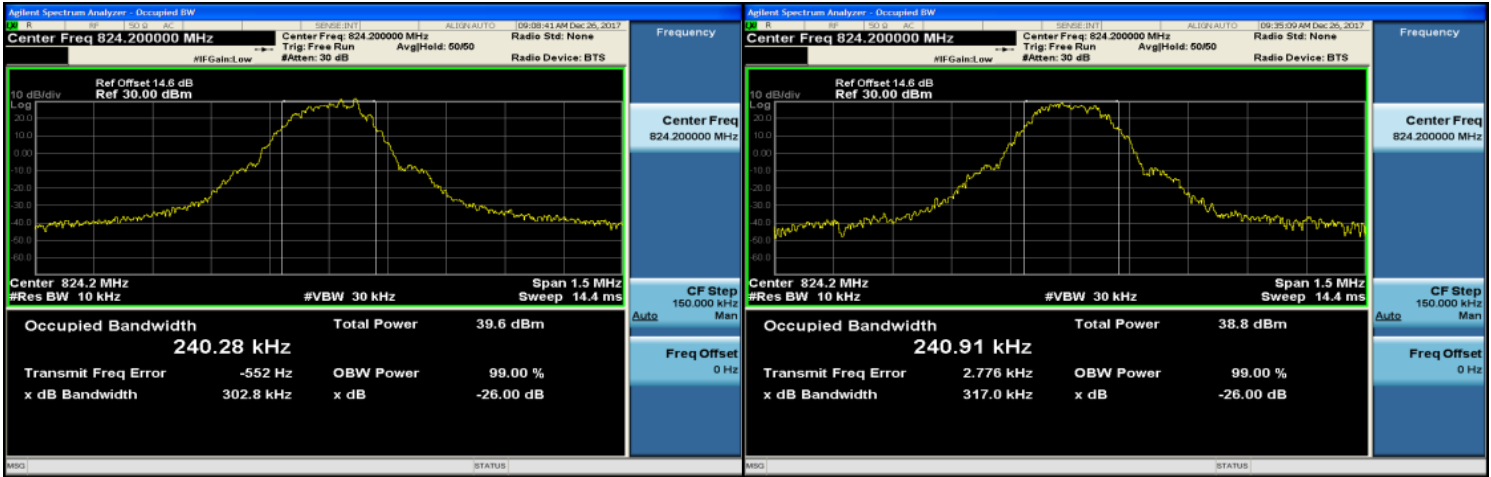 Agilent Spectrum Analyzer - Occupied BW
R RF 50 Ω AC SENSE:INT ALIGN AUTO 09:08:41 AM Dec 26, 2017
Center Freq 824.200000 MHz
Center Freq: 824.200000 MHz Radio Std: None
Trig: Free Run Avg|Hold: 50/50
#IFGain:Low #Atten: 30 dB Radio Device: BTS
Ref Offset 14.6 dB
10 dB/div Ref 30.00 dBm
Log
20.0
10.0
0.00
-10.0
-20.0
-30.0
-40.0
-50.0
-60.0
Center 824.2 MHz Span 1.5 MHz
#Res BW 10 kHz #VBW 30 kHz Sweep 14.4 ms
Occupied Bandwidth Total Power 39.6 dBm
240.28 kHz
Transmit Freq Error -552 Hz OBW Power 99.00 %
x dB Bandwidth 302.8 kHz x dB -26.00 dB
MSG STATUS
Frequency
Center Freq
824.200000 MHz
CF Step
150.000 kHz
Auto Man
Freq Offset
0 Hz
Agilent Spectrum Analyzer - Occupied BW
R RF 50 Ω AC SENSE:INT ALIGN AUTO 09:35:09 AM Dec 26, 2017
Center Freq 824.200000 MHz
Center Freq: 824.200000 MHz Radio Std: None
Trig: Free Run Avg|Hold: 50/50
#IFGain:Low #Atten: 30 dB Radio Device: BTS
Ref Offset 14.6 dB
10 dB/div Ref 30.00 dBm
Log
20.0
10.0
0.00
-10.0
-20.0
-30.0
-40.0
-50.0
-60.0
Center 824.2 MHz Span 1.5 MHz
#Res BW 10 kHz #VBW 30 kHz Sweep 14.4 ms
Occupied Bandwidth Total Power 38.8 dBm
240.91 kHz
Transmit Freq Error 2.776 kHz OBW Power 99.00 %
x dB Bandwidth 317.0 kHz x dB -26.00 dB
MSG STATUS
Frequency
Center Freq
824.200000 MHz
CF Step
150.000 kHz
Auto Man
Freq Offset
0 Hz